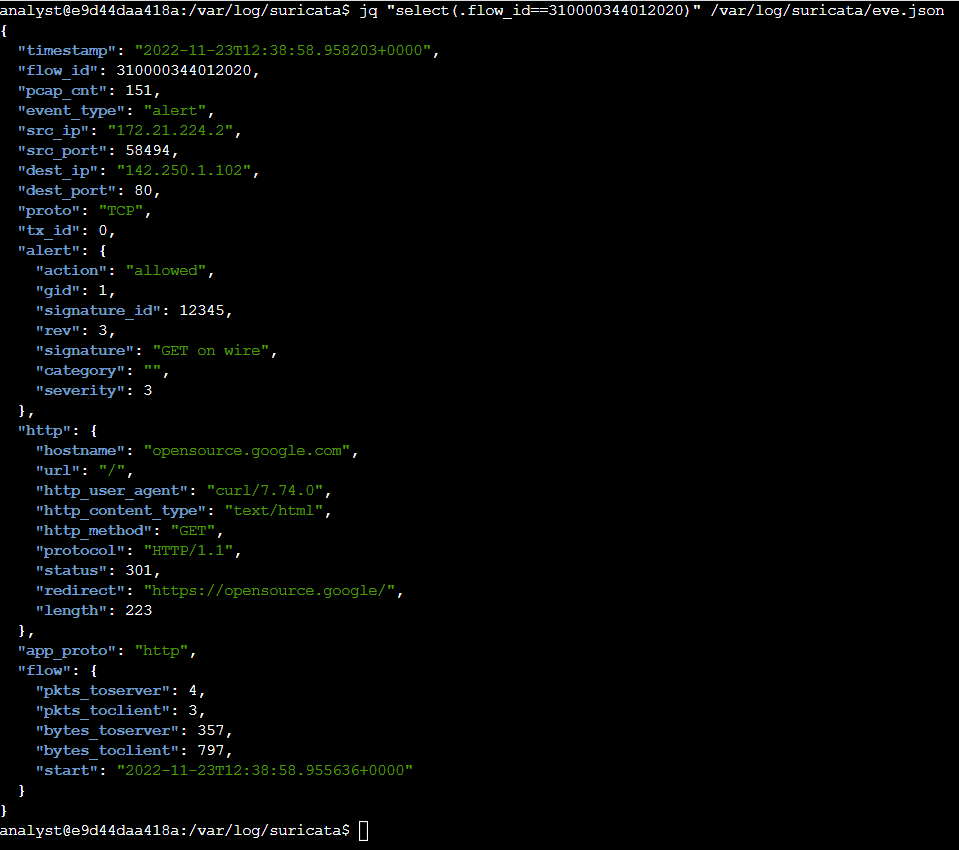 analyst@e9d44daa418a:/var/log/suricata$ jq "select(.flow_id==310000344012020)" /var/log/suricata/eve.json
{
  "timestamp": "2022-11-23T12:38:58.958203+0000",
  "flow_id": 310000344012020,
  "pcap_cnt": 151,
  "event_type": "alert",
  "src_ip": "172.21.224.2",
  "src_port": 58494,
  "dest_ip": "142.250.1.102",
  "dest_port": 80,
  "proto": "TCP",
  "tx_id": 0,
  "alert": {
    "action": "allowed",
    "gid": 1,
    "signature_id": 12345,
    "rev": 3,
    "signature": "GET on wire",
    "category": "",
    "severity": 3
  },
  "http": {
    "hostname": "opensource.google.com",
    "url": "/",
    "http_user_agent": "curl/7.74.0",
    "http_content_type": "text/html",
    "http_method": "GET",
    "protocol": "HTTP/1.1",
    "status": 301,
    "redirect": "https://opensource.google/",
    "length": 223
  },
  "app_proto": "http",
  "flow": {
    "pkts_toserver": 4,
    "pkts_toclient": 3,
    "bytes_toserver": 357,
    "bytes_toclient": 797,
    "start": "2022-11-23T12:38:58.955636+0000"
  }
}
analyst@e9d44daa418a:/var/log/suricata$